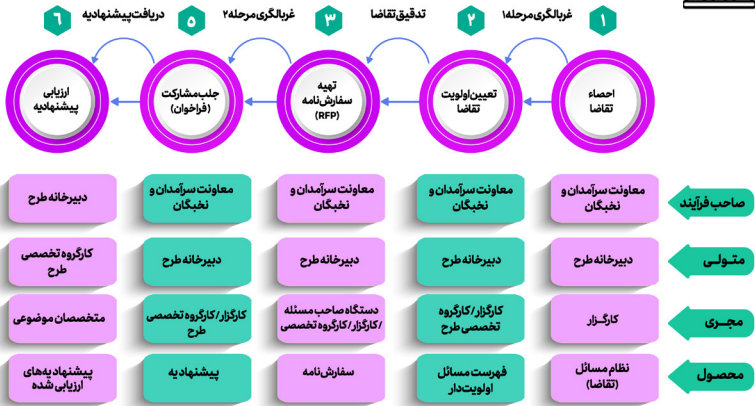 ۱ غربالگری مرحله ۱ ۲ تدقیق تقاضا ۳ غربالگری مرحله ۲ ۵ دریافت پیشنهادیه ۶
احصاء
تقاضا
تعیین اولویت
تقاضا
تهیه
سفارش‌نامه
(RFP)
جلب مشارکت
(فراخوان)
ارزیابی
پیشنهادیه
صاحب فرآیند
معاونت سرآمدان و
نخبگان
معاونت سرآمدان و
نخبگان
معاونت سرآمدان و
نخبگان
معاونت سرآمدان و
نخبگان
دبیرخانه طرح
متولی
دبیرخانه طرح
دبیرخانه طرح
دبیرخانه طرح
دبیرخانه طرح
کارگروه تخصصی
طرح
مجری
کارگزار
کارگزار/کارگروه
تخصصی طرح
دستگاه صاحب مسئله
/کارگزار/کارگروه تخصصی
کارگزار/کارگروه تخصصی
طرح
متخصصان موضوعی
محصول
نظام مسائل
(تقاضا)
فهرست مسائل
اولویت‌دار
سفارش‌نامه
پیشنهادیه
پیشنهادیه‌های
ارزیابی شده